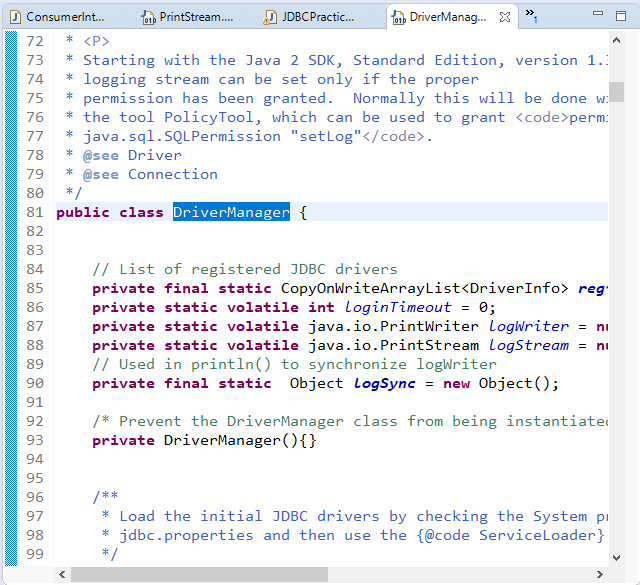 ConsumerInt... PrintStream.... JDBCPractic... DriverManag... »1
72 * <P>
73 * Starting with the Java 2 SDK, Standard Edition, version 1.
74 * logging stream can be set only if the proper
75 * permission has been granted.  Normally this will be done
76 * the tool PolicyTool, which can be used to grant <code>permi
77 * java.sql.SQLPermission "setLog"</code>.
78 * @see Driver
79 * @see Connection
80 */
81 public class DriverManager {
82
83
84 // List of registered JDBC drivers
85 private final static CopyOnWriteArrayList<DriverInfo> reg
86 private static volatile int loginTimeout = 0;
87 private static volatile java.io.PrintWriter logWriter = nu
88 private static volatile java.io.PrintStream logStream = nu
89 // Used in println() to synchronize logWriter
90 private final static  Object logSync = new Object();
91
92 /* Prevent the DriverManager class from being instantiated
93 private DriverManager(){}
94
95
96 /**
97 * Load the initial JDBC drivers by checking the System p
98 * jdbc.properties and then use the {@code ServiceLoader}
99 */